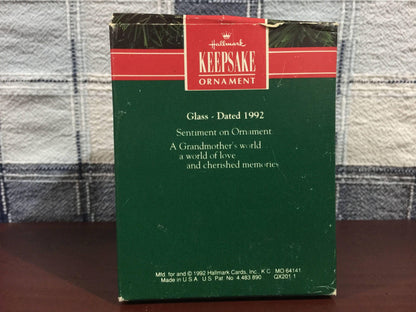 Hallmark
KEEPSAKE
ORNAMENT
Glass - Dated 1992
Sentiment on Ornament
A Grandmother's world...
a world of love
and cherished memories
Mfd. for and © 1992 Hallmark Cards, Inc., K C MO 64141
Made in U S A U S Pat No 4 483 890 QX201 1